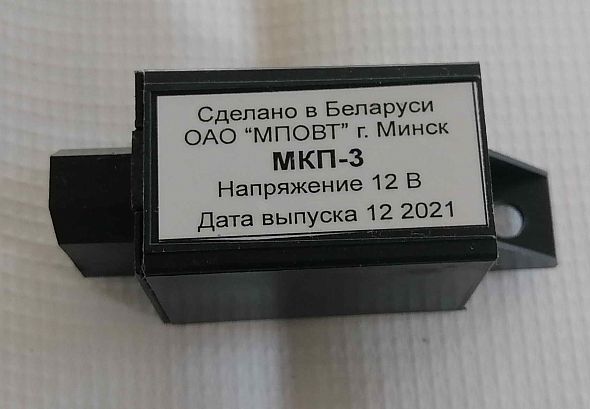 Сделано в Беларуси
ОАО “МПОВТ” г. Минск
МКП-3
Напряжение 12 В
Дата выпуска 12 2021